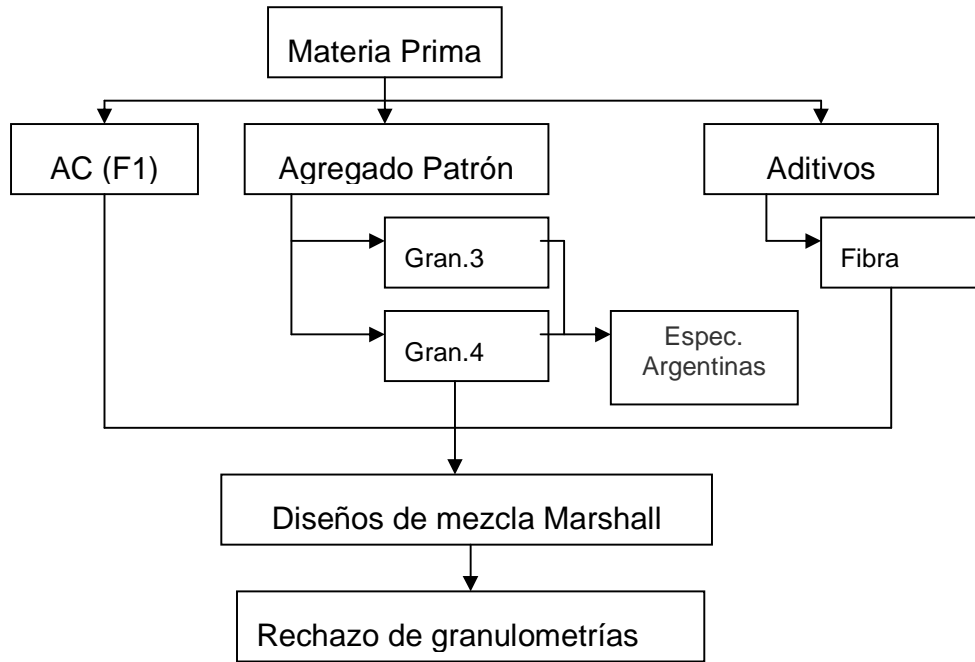 Materia Prima
AC (F1)
Agregado Patrón
Aditivos
Gran.3
Fibra
Gran.4
Espec.
Argentinas
Diseños de mezcla Marshall
Rechazo de granulometrías